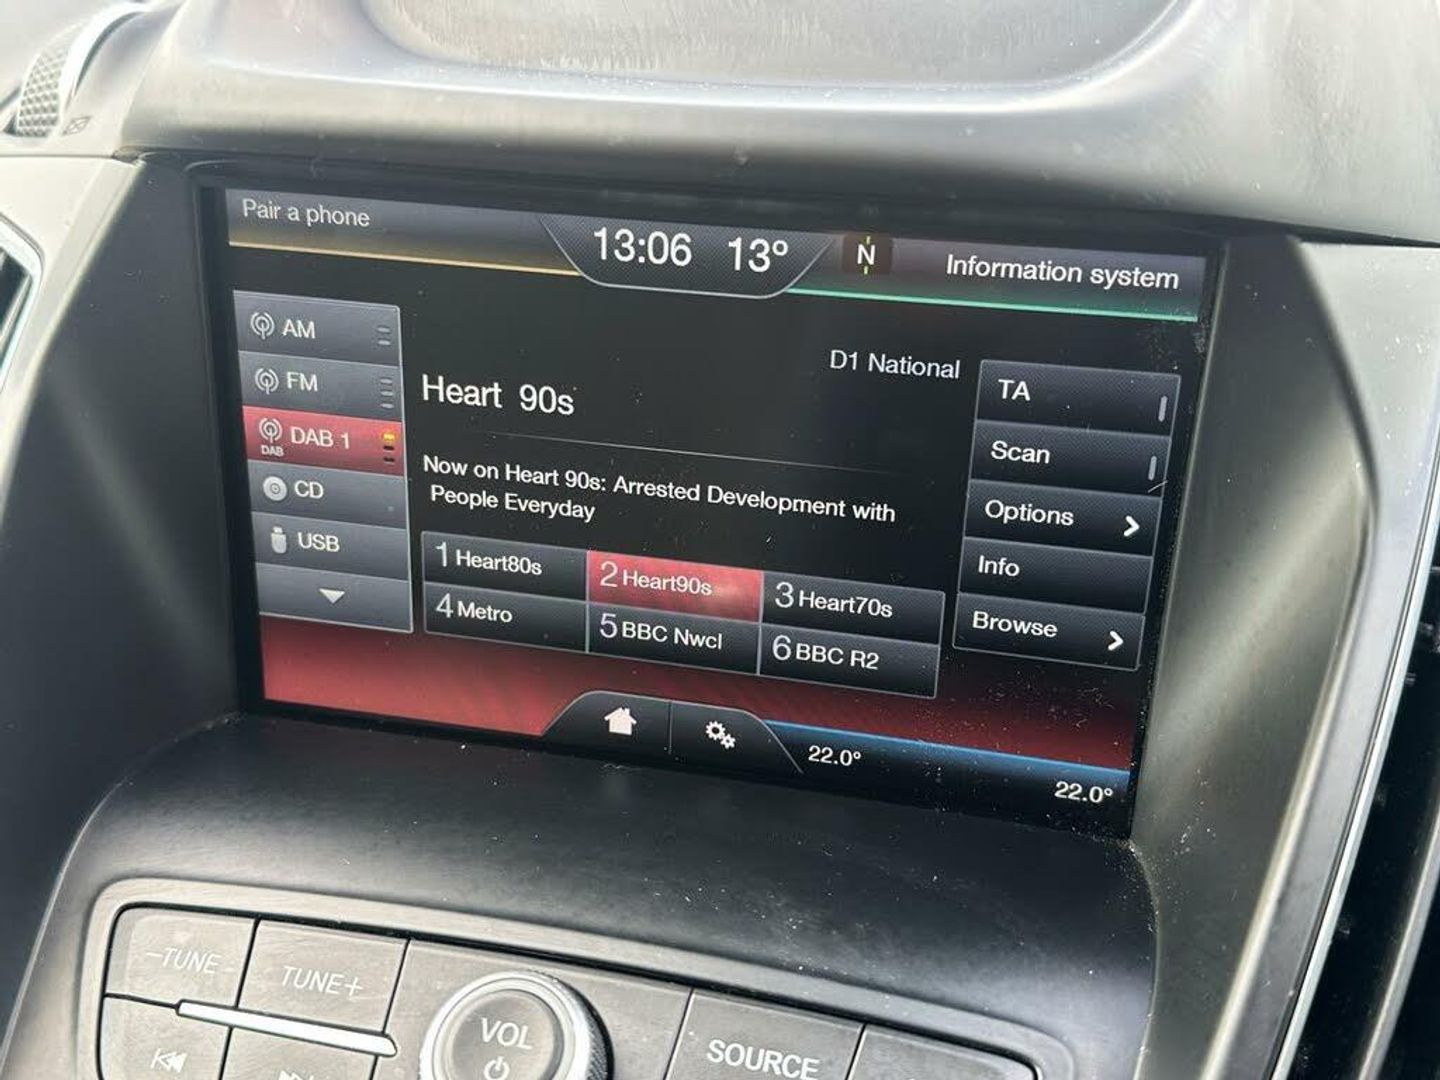 Pair a phone
13:06 13°
N
Information system
AM
FM
DAB 1
DAB
CD
USB
D1 National
Heart 90s
Now on Heart 90s: Arrested Development with
People Everyday
1 Heart80s
2 Heart90s
3 Heart70s
4 Metro
5 BBC Nwcl
6 BBC R2
TA
Scan
Options
Info
Browse
22.0°
22.0°
-TUNE
TUNE+
VOL
SOURCE